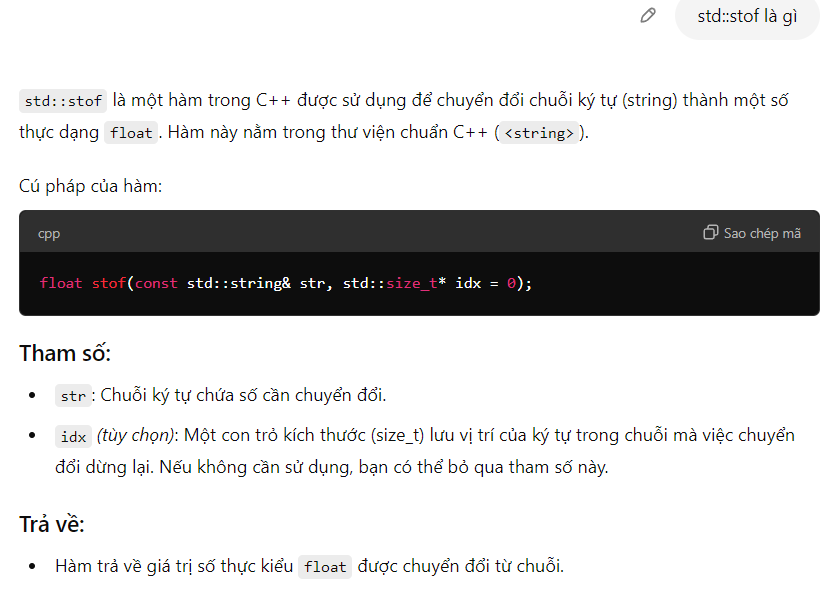 std::stof là gì
std::stof là một hàm trong C++ được sử dụng để chuyển đổi chuỗi ký tự (string) thành một số
thực dạng float. Hàm này nằm trong thư viện chuẩn C++ (<string>).
Cú pháp của hàm:
cpp
Sao chép mã
float stof(const std::string& str, std::size_t* idx = 0);
Tham số:
• str: Chuỗi ký tự chứa số cần chuyển đổi.
• idx (tùy chọn): Một con trỏ kích thước (size_t) lưu vị trí của ký tự trong chuỗi mà việc chuyển
đổi dừng lại. Nếu không cần sử dụng, bạn có thể bỏ qua tham số này.
Trả về:
• Hàm trả về giá trị số thực kiểu float được chuyển đổi từ chuỗi.